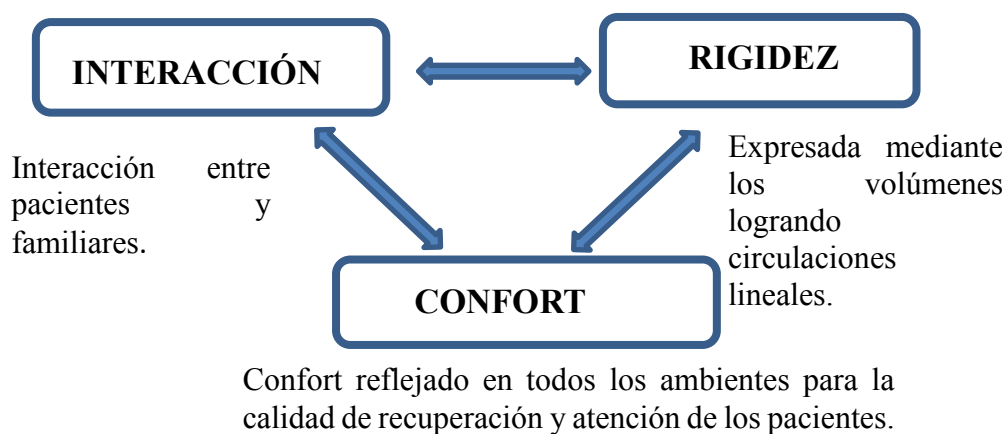 INTERACCIÓN
RIGIDEZ
Interacción entre
pacientes y
familiares.
Expresada mediante
los volúmenes
logrando
circulaciones
lineales.
CONFORT
Confort reflejado en todos los ambientes para la
calidad de recuperación y atención de los pacientes.